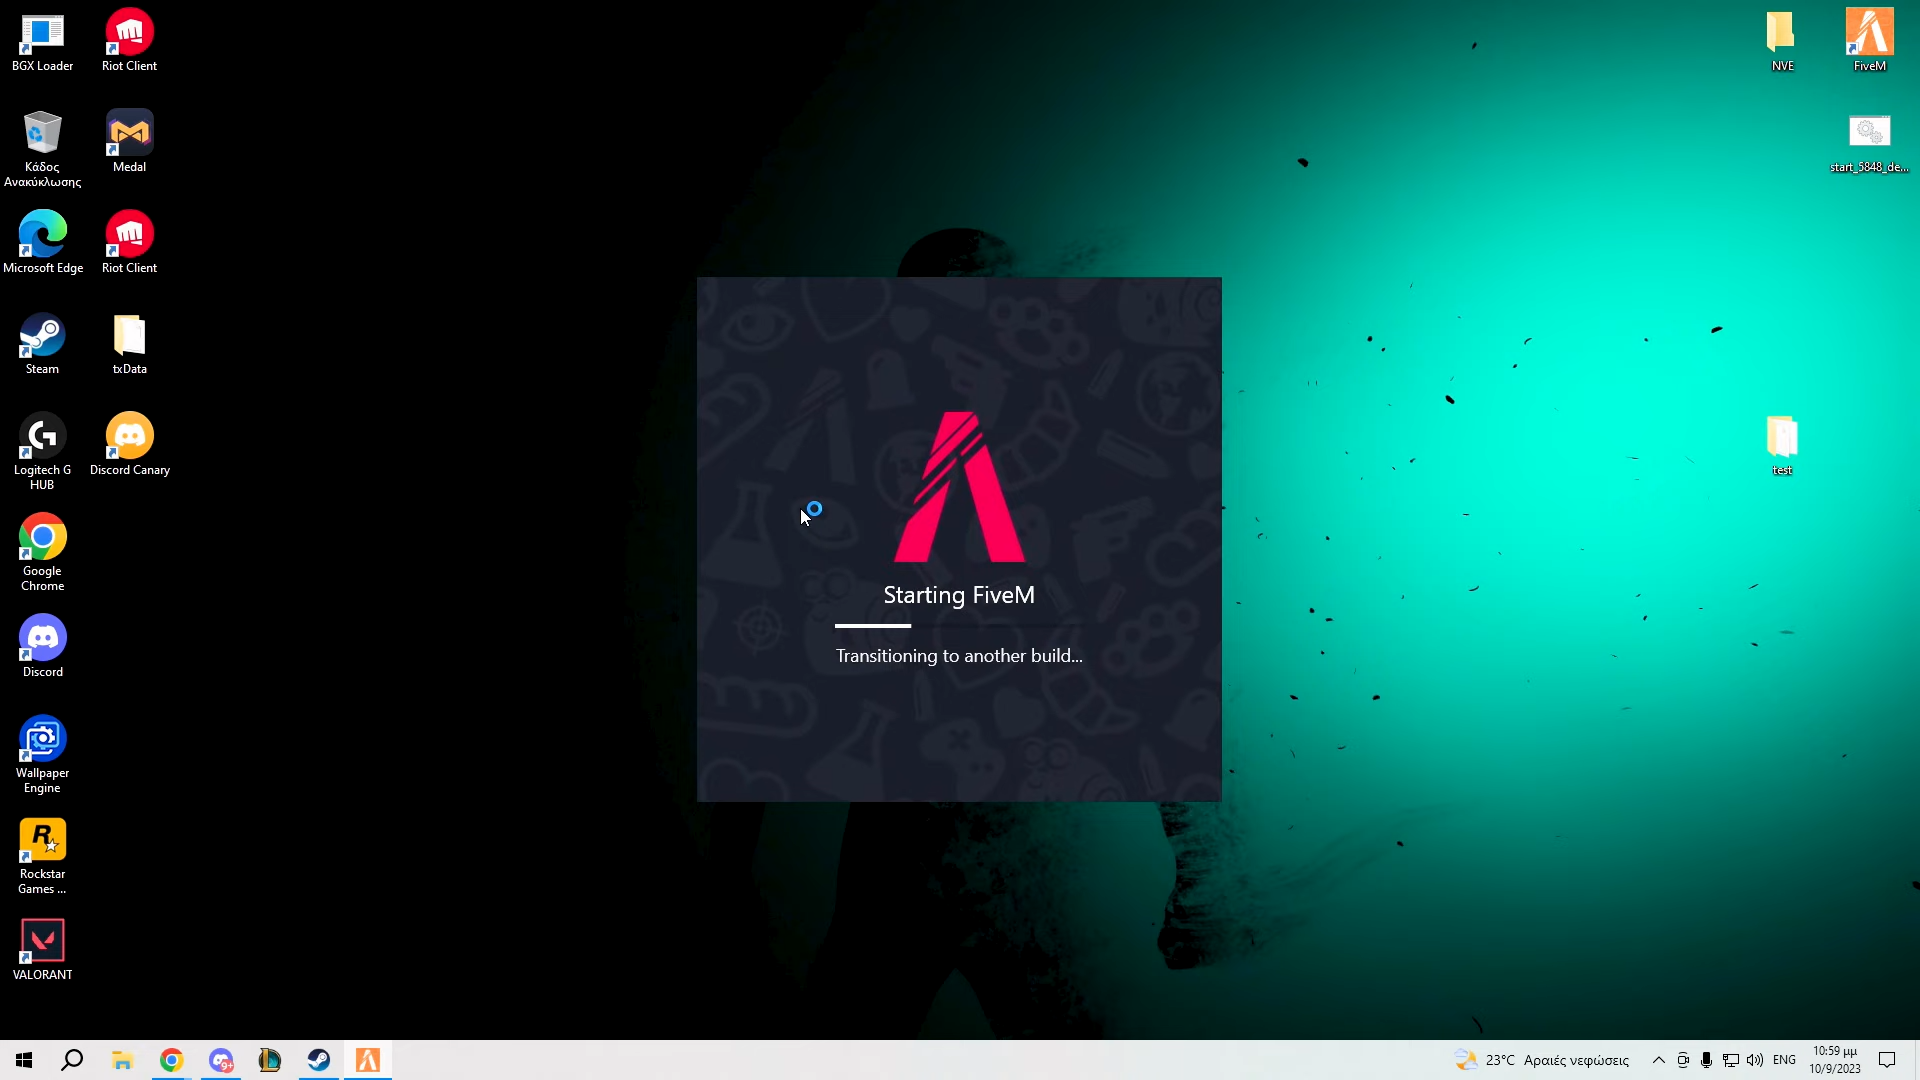 BGX Loader
Riot Client
NVE
FiveM
Κάδος
Ανακύκλωσης
Medal
start_5848_de...
Microsoft Edge
Riot Client
Steam
txData
Logitech G
HUB
Discord Canary
test
Google
Chrome
Starting FiveM
Transitioning to another build...
Discord
Wallpaper
Engine
Rockstar
Games ...
VALORANT
9+
23°C Αραιές νεφώσεις
ENG
10:59 μμ
10/9/2023